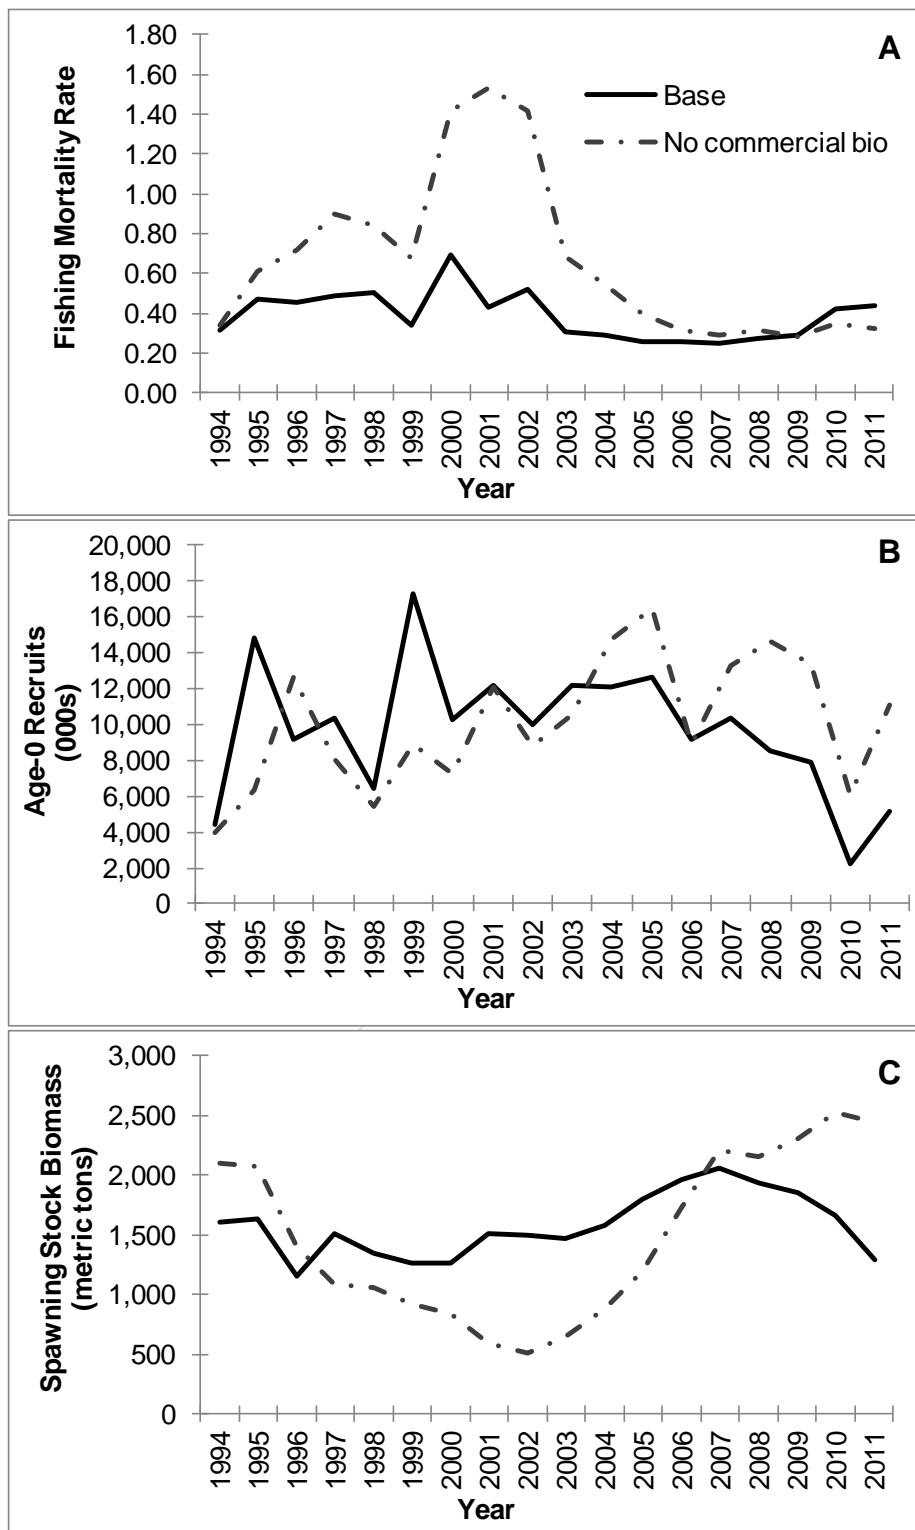 A
Fishing Mortality Rate
1.80
1.60
1.40
1.20
1.00
0.80
0.60
0.40
0.20
0.00
Base
No commercial bio
1994 1995 1996 1997 1998 1999 2000 2001 2002 2003 2004 2005 2006 2007 2008 2009 2010 2011
Year
B
Age-0 Recruits
(000s)
20,000
18,000
16,000
14,000
12,000
10,000
8,000
6,000
4,000
2,000
0
1994 1995 1996 1997 1998 1999 2000 2001 2002 2003 2004 2005 2006 2007 2008 2009 2010 2011
Year
C
Spawning Stock Biomass
(metric tons)
3,000
2,500
2,000
1,500
1,000
500
0
1994 1995 1996 1997 1998 1999 2000 2001 2002 2003 2004 2005 2006 2007 2008 2009 2010 2011
Year